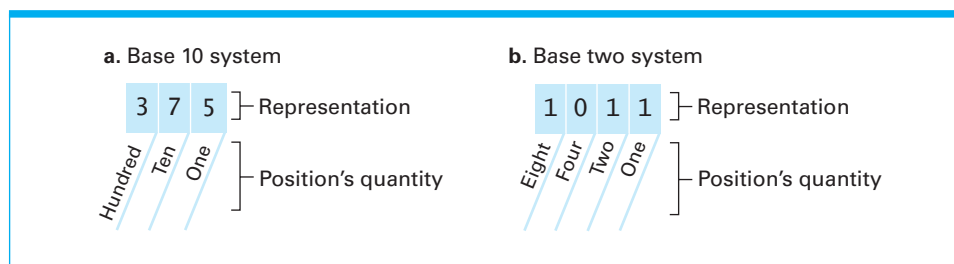 a. Base 10 system
3 7 5
Representation
Hundred
Ten
One
Position's quantity
b. Base two system
1 0 1 1
Representation
Eight
Four
Two
One
Position's quantity